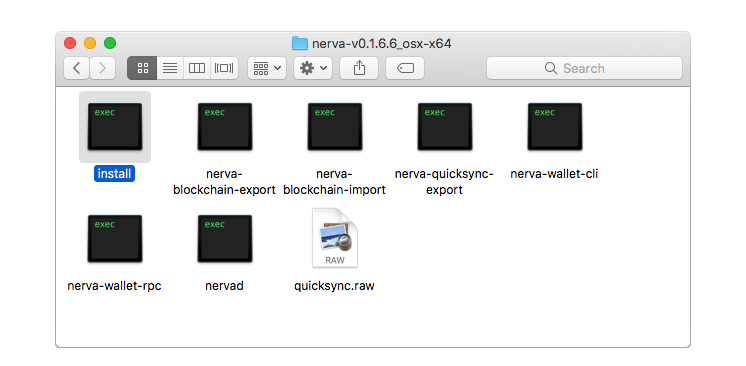 nerva-v0.1.6.6_osx-x64
Search
exec
exec
exec
exec
exec
install
nerva-
blockchain-export
nerva-
blockchain-import
nerva-quicksync-
export
nerva-wallet-cli
exec
exec
RAW
nerva-wallet-rpc
nervad
quicksync.raw